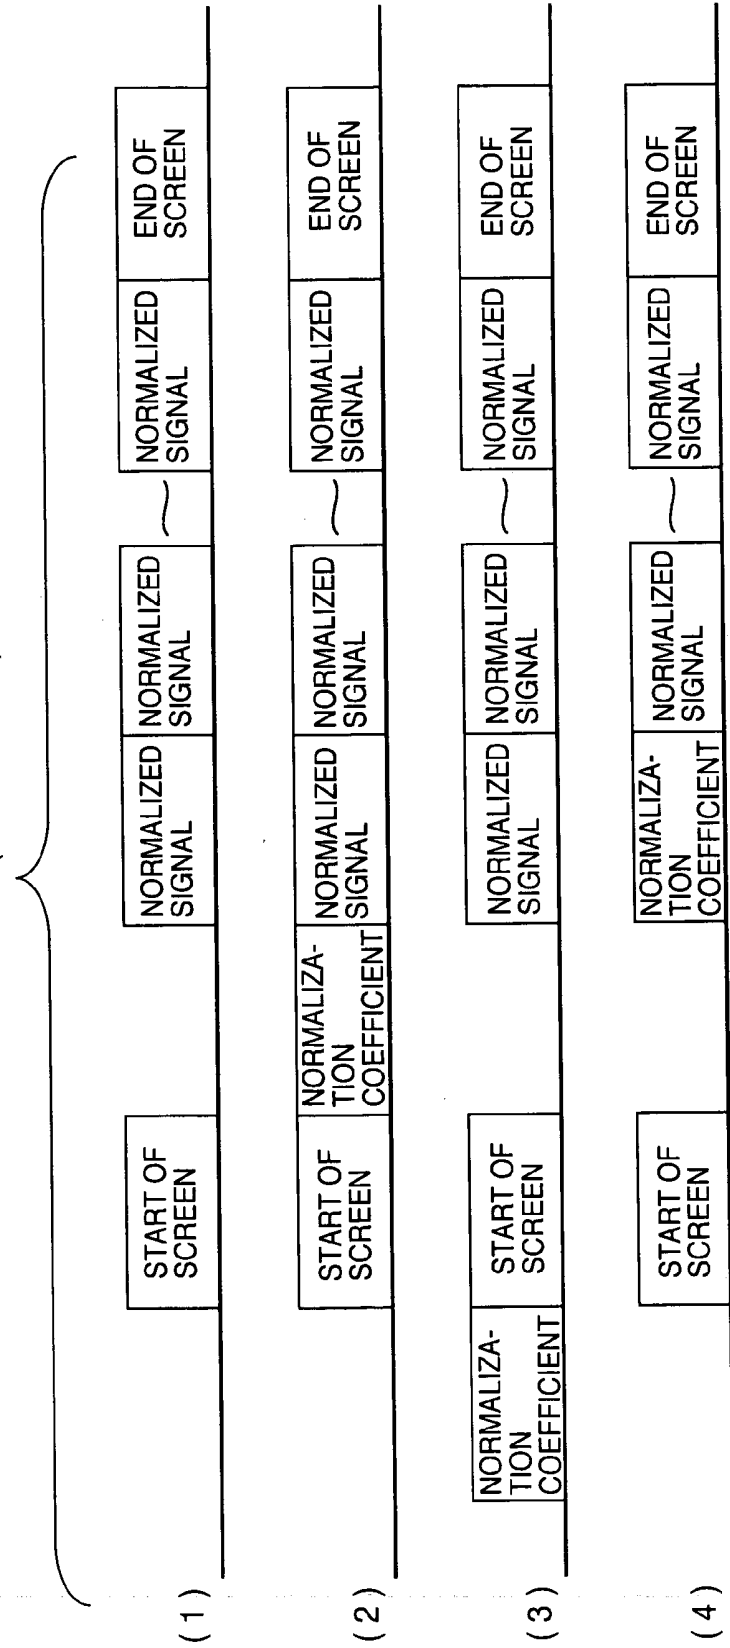 (1)
START OF
SCREEN
NORMALIZED
SIGNAL
NORMALIZED
SIGNAL
NORMALIZED
SIGNAL
END OF
SCREEN
(2)
START OF
SCREEN
NORMALIZA-
TION
COEFFICIENT
NORMALIZED
SIGNAL
NORMALIZED
SIGNAL
NORMALIZED
SIGNAL
END OF
SCREEN
(3)
NORMALIZA-
TION
COEFFICIENT
START OF
SCREEN
NORMALIZED
SIGNAL
NORMALIZED
SIGNAL
NORMALIZED
SIGNAL
END OF
SCREEN
(4)
START OF
SCREEN
NORMALIZA-
TION
COEFFICIENT
NORMALIZED
SIGNAL
NORMALIZED
SIGNAL
END OF
SCREEN